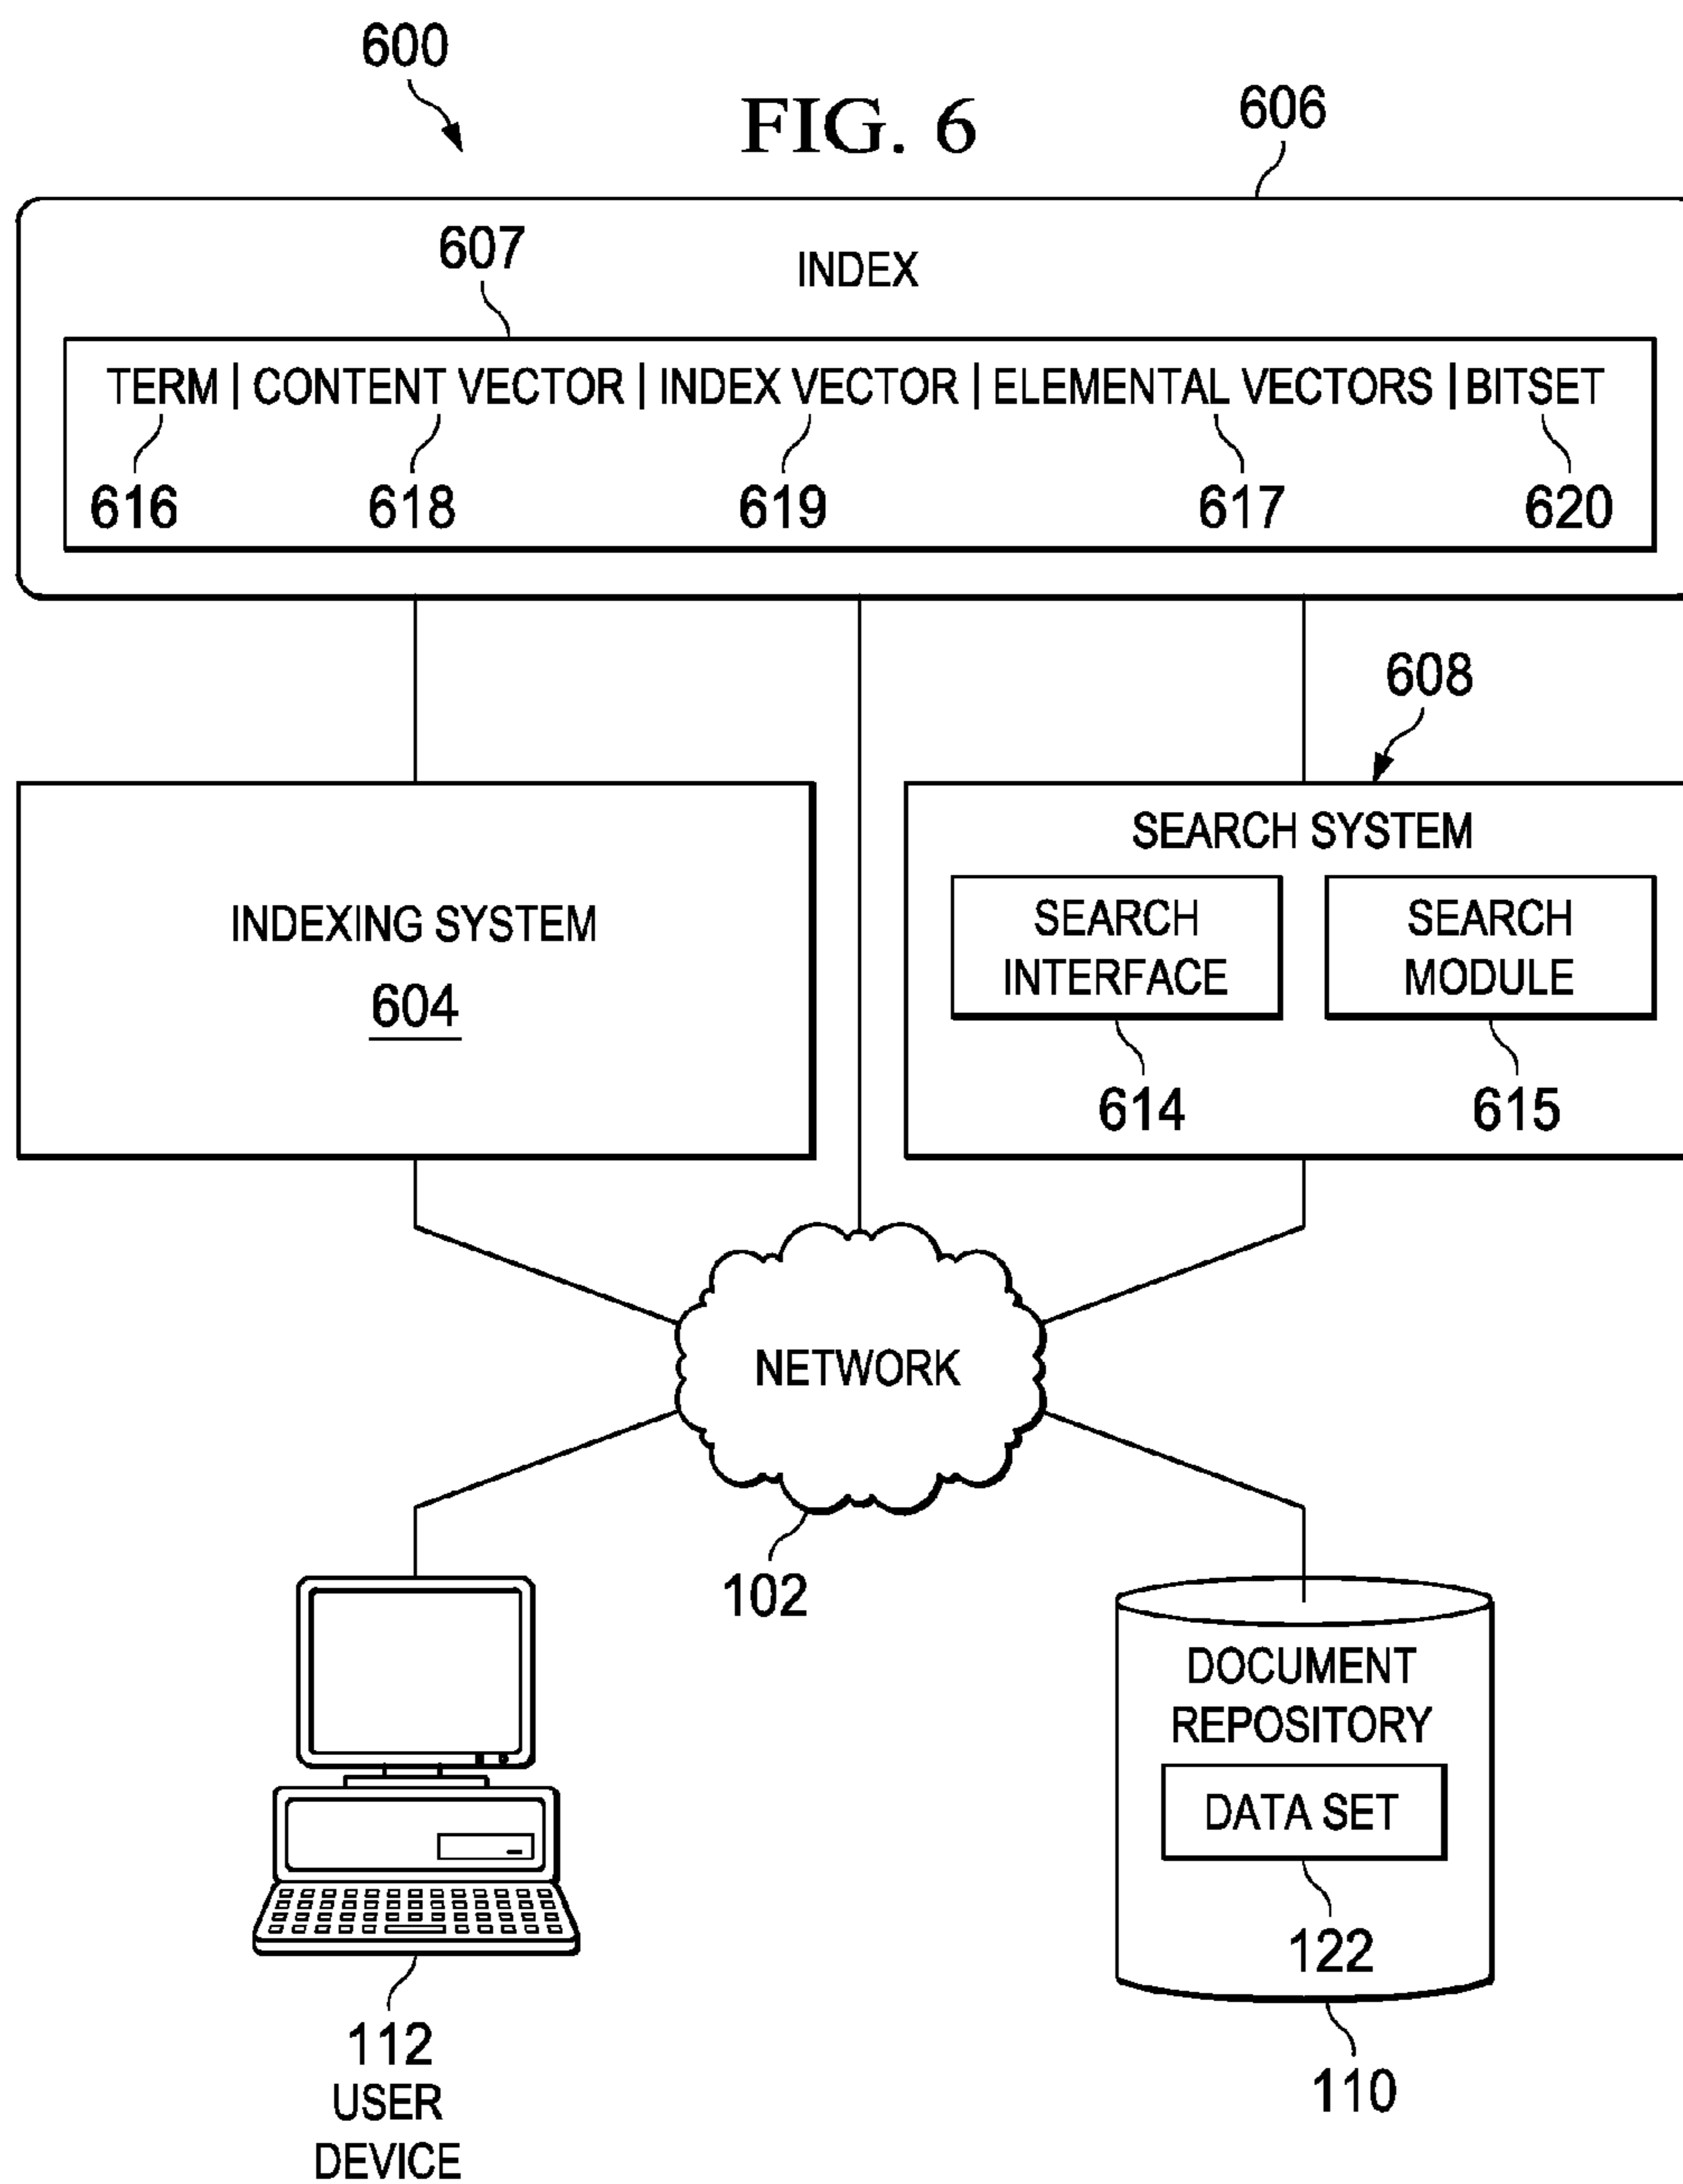 600
FIG. 6
606
607
INDEX
TERM | CONTENT VECTOR | INDEX VECTOR | ELEMENTAL VECTORS | BITSET
616 618 619 617 620
608
SEARCH SYSTEM
INDEXING SYSTEM
604
SEARCH
INTERFACE
SEARCH
MODULE
614
615
NETWORK
102
DOCUMENT
REPOSITORY
DATA SET
122
110
112
USER
DEVICE